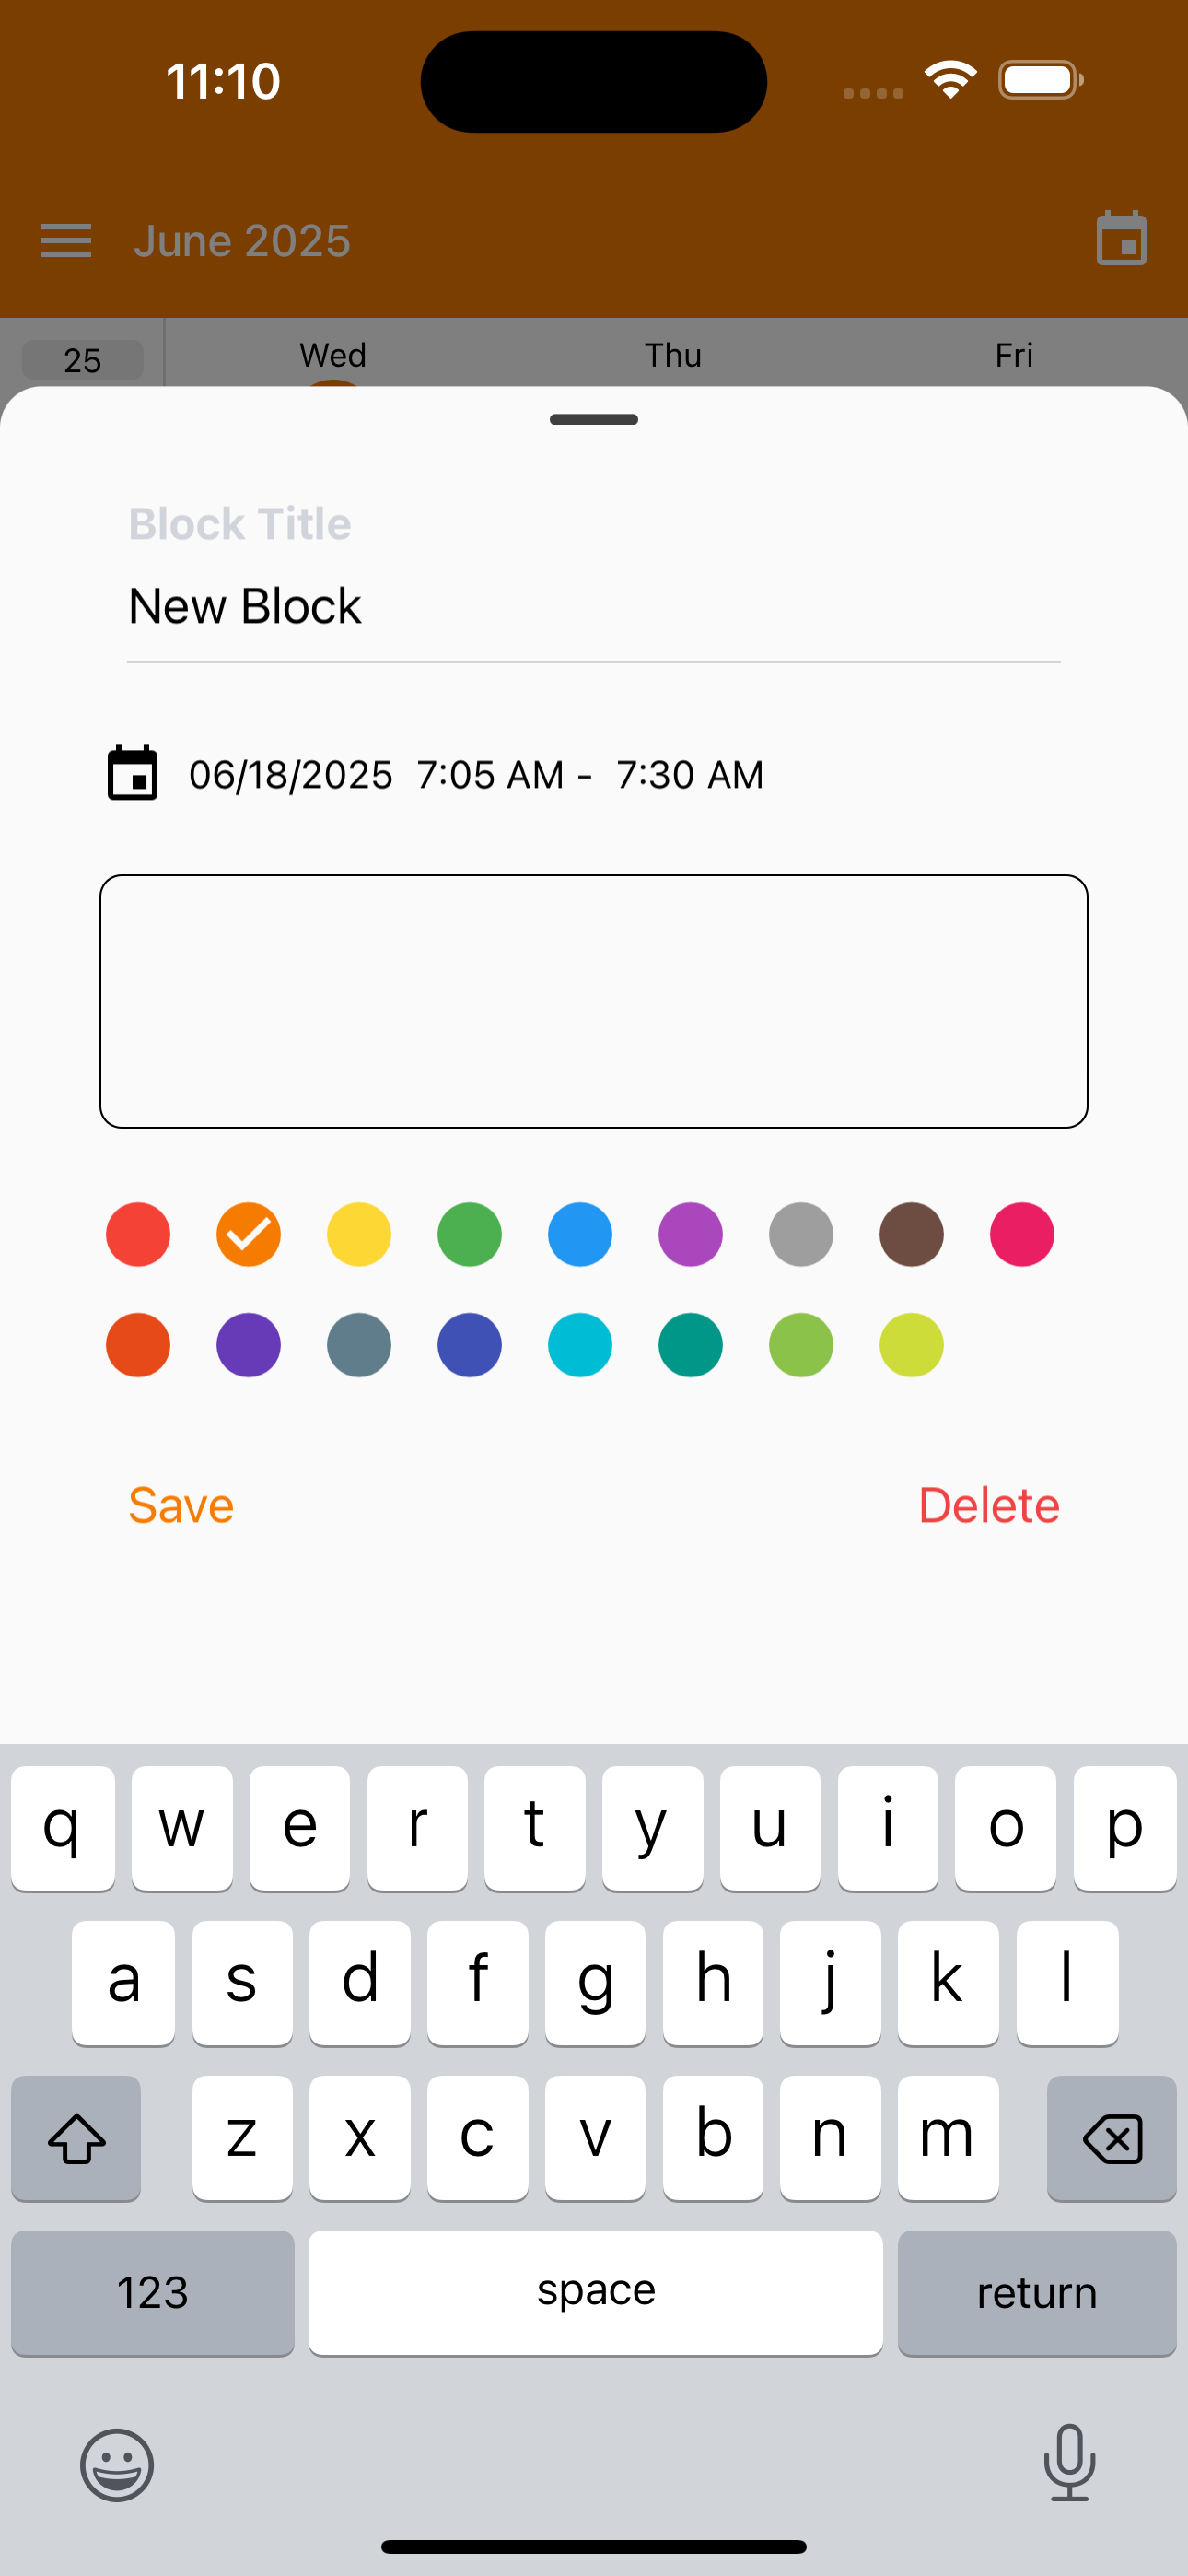 11:10
June 2025
25 Wed Thu Fri
Block Title
New Block
06/18/2025 7:05 AM - 7:30 AM
Save Delete
q w e r t y u i o p
a s d f g h j k l
z x c v b n m
123 space return